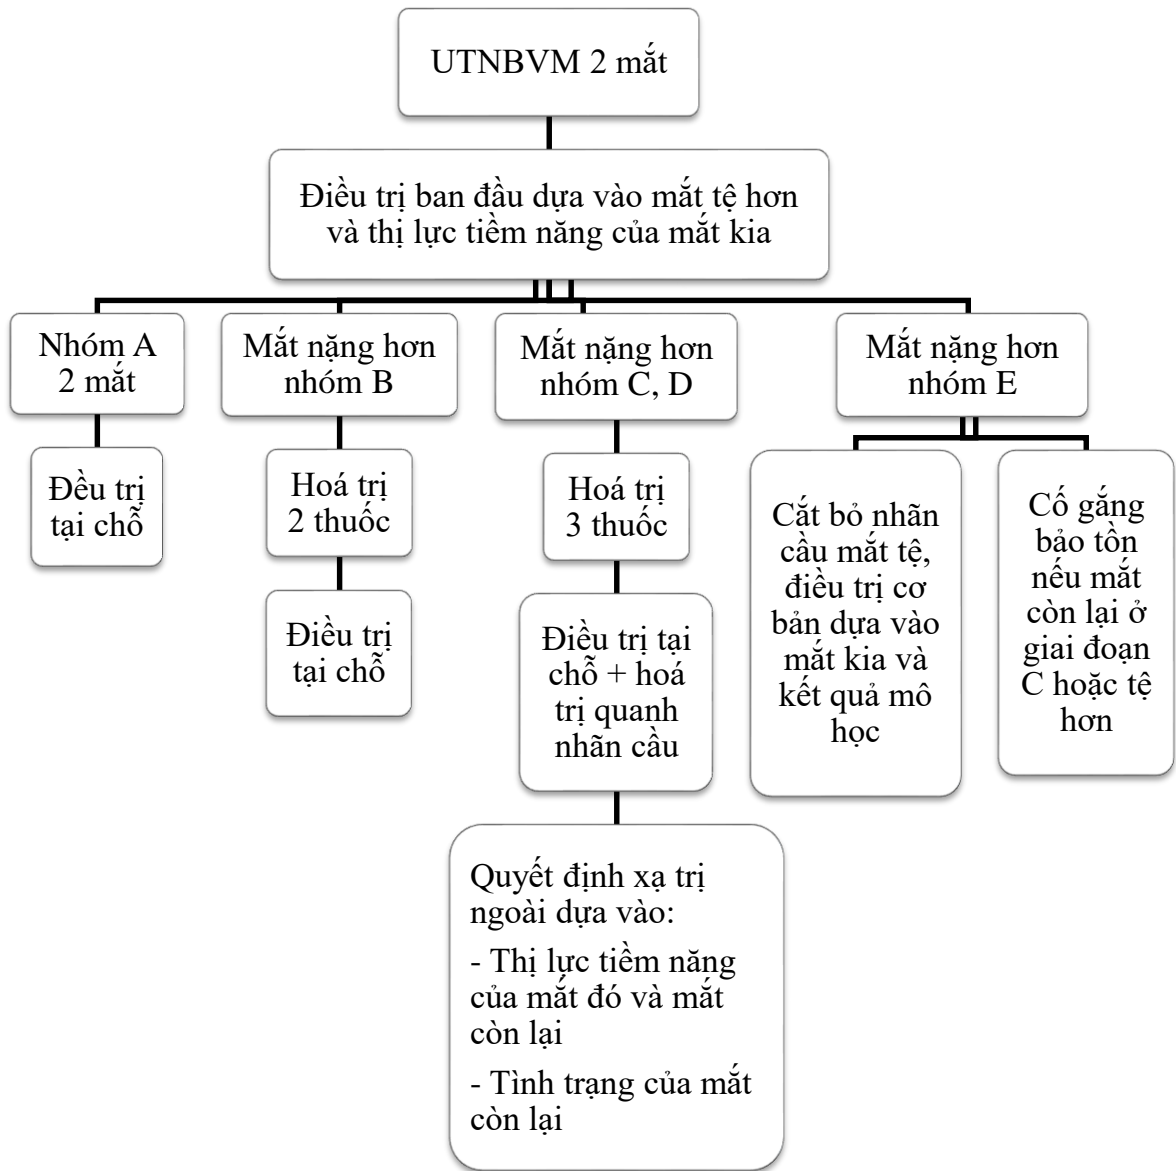 UTNBVM 2 mắt
Điều trị ban đầu dựa vào mắt tệ hơn
và thị lực tiềm năng của mắt kia
Nhóm A
2 mắt
Mắt nặng hơn
nhóm B
Mắt nặng hơn
nhóm C, D
Mắt nặng hơn
nhóm E
Đều trị
tại chỗ
Hoá trị
2 thuốc
Điều trị
tại chỗ
Hoá trị
3 thuốc
Điều trị tại
chỗ + hoá
trị quanh
nhãn cầu
Quyết định xạ trị
ngoài dựa vào:
- Thị lực tiềm năng
của mắt đó và mắt
còn lại
- Tình trạng của mắt
còn lại
Cắt bỏ nhãn
cầu mắt tệ,
điều trị cơ
bản dựa vào
mắt kia và
kết quả mô
học
Cố gắng
bảo tồn
nếu mắt
còn lại ở
giai đoạn
C hoặc tệ
hơn